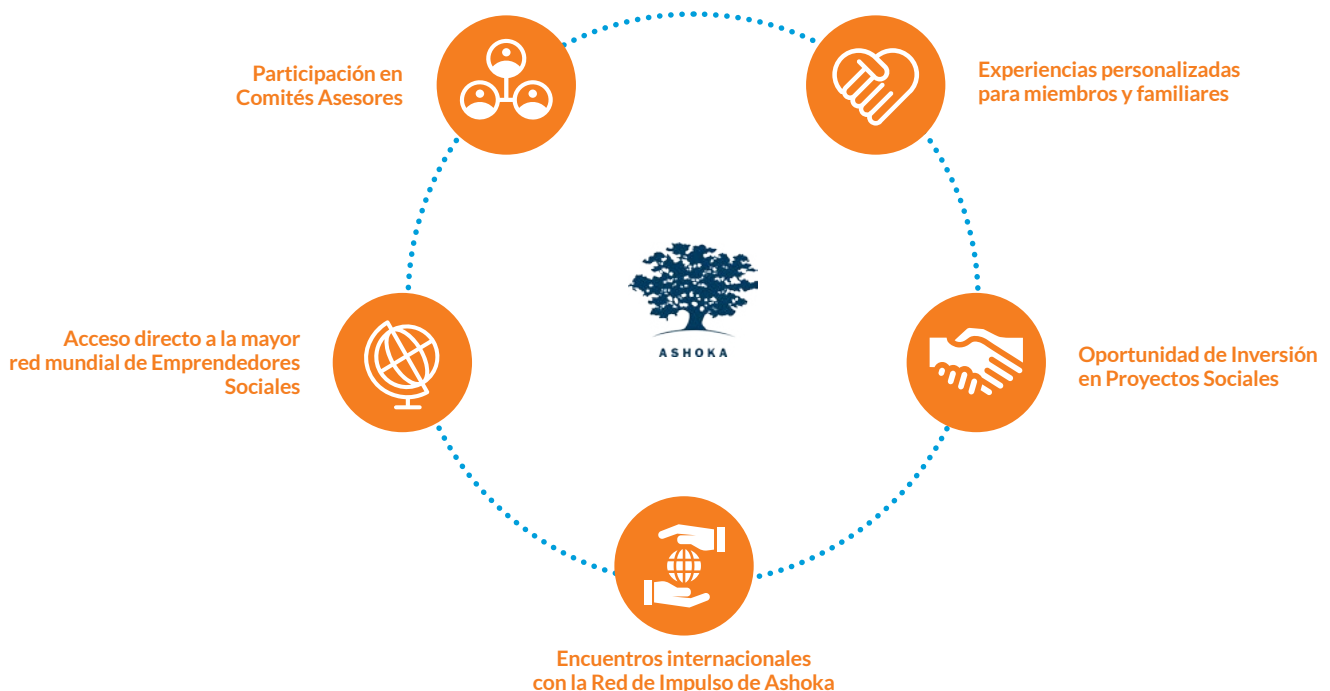 Participación en
Comités Asesores
Experiencias personalizadas
para miembros y familiares
Acceso directo a la mayor
red mundial de Emprendedores
Sociales
ASHOKA
Oportunidad de Inversión
en Proyectos Sociales
Encuentros internacionales
con la Red de Impulso de Ashoka